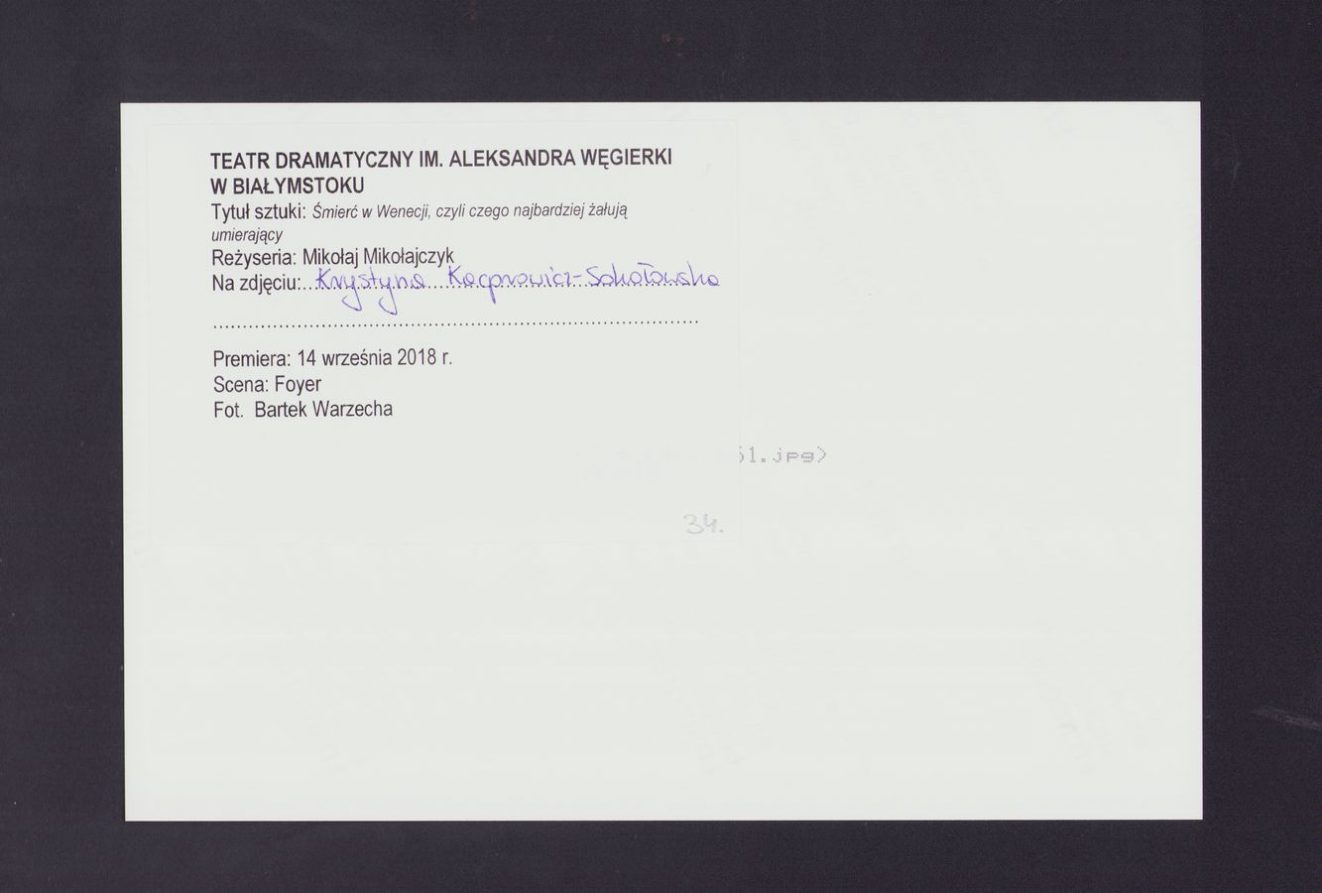 TEATR DRAMATYCZNY IM. ALEKSANDRA WĘGIERKI
W BIAŁYMSTOKU
Tytuł sztuki: Śmierć w Wenecji, czyli czego najbardziej żałują
umierający
Reżyseria: Mikołaj Mikołajczyk
Na zdjęciu:...Krystyna Kacprowicz-Sokołowska
Premiera: 14 września 2018 r.
Scena: Foyer
Fot. Bartek Warzecha
51.jpg>
34.